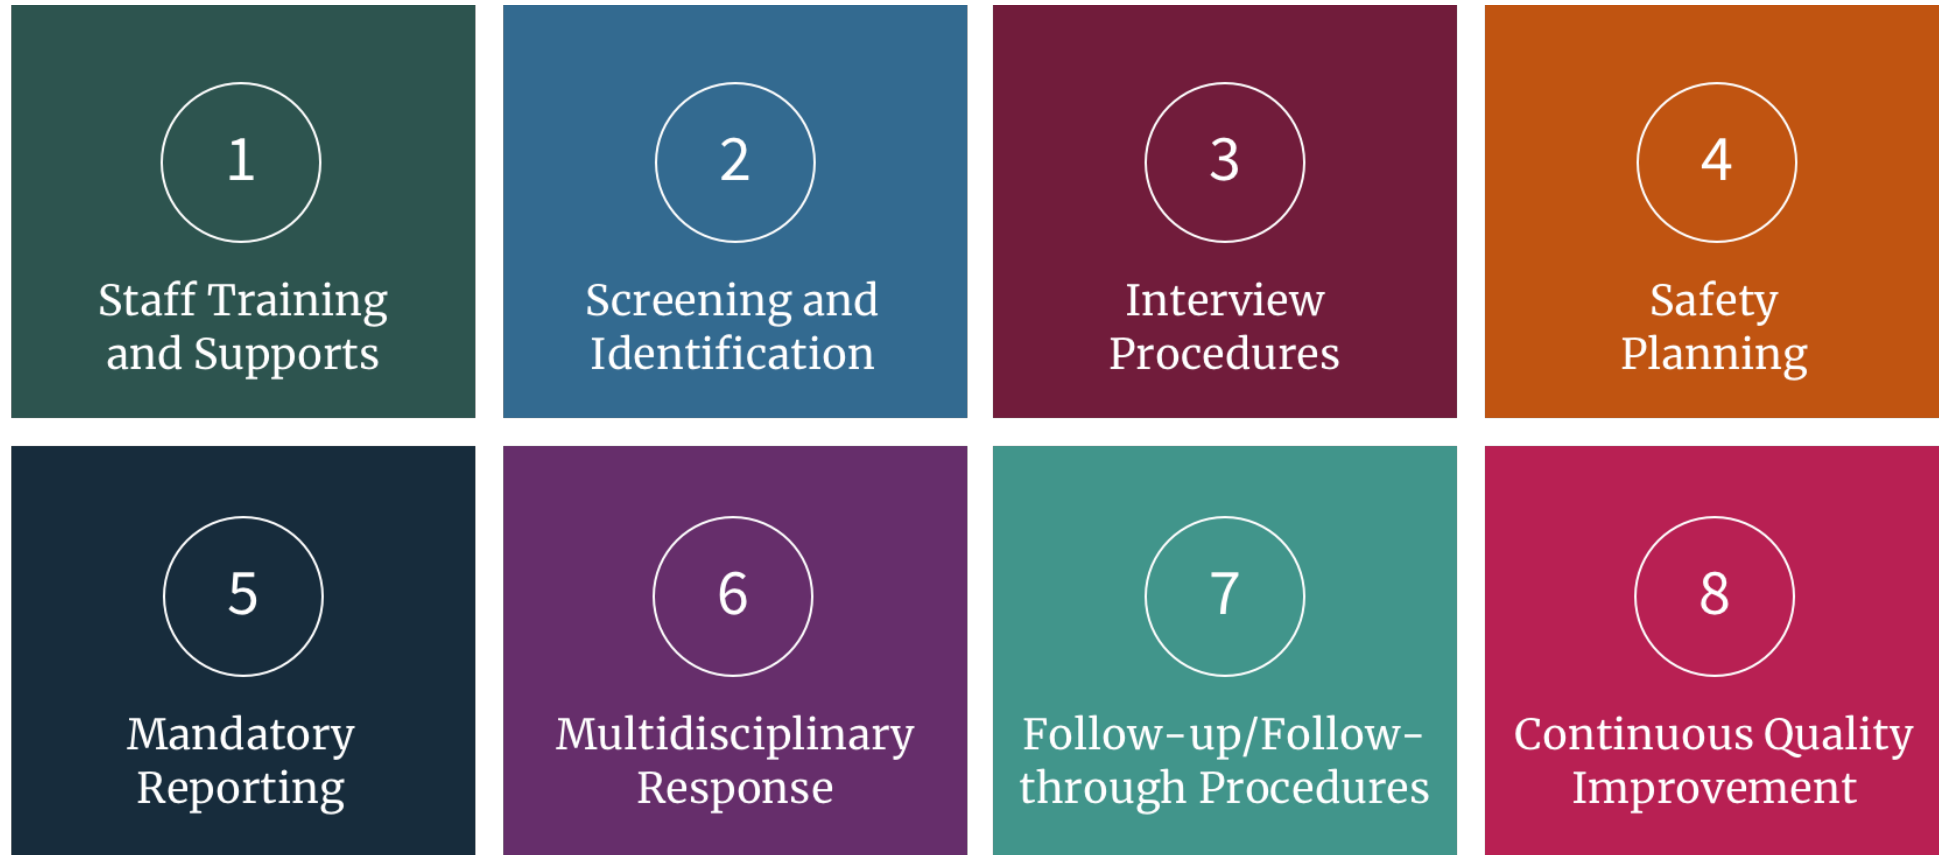 1
Staff Training
and Supports
2
Screening and
Identification
3
Interview
Procedures
4
Safety
Planning
5
Mandatory
Reporting
6
Multidisciplinary
Response
7
Follow-up/Follow-
through Procedures
8
Continuous Quality
Improvement